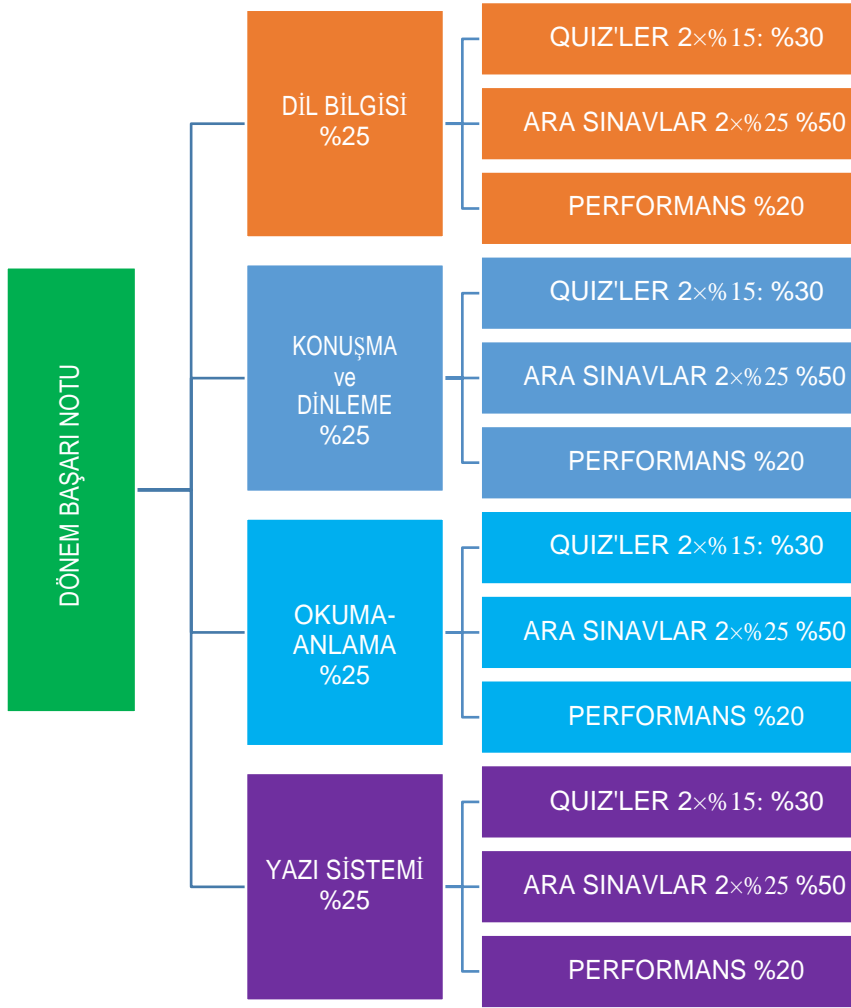 DÖNEM BAŞARI NOTU
DİL BİLGİSİ
%25
QUIZ'LER 2×%15: %30
ARA SINAVLAR 2×%25 %50
PERFORMANS %20
KONUŞMA
ve
DİNLEME
%25
QUIZ'LER 2×%15: %30
ARA SINAVLAR 2×%25 %50
PERFORMANS %20
OKUMA-
ANLAMA
%25
QUIZ'LER 2×%15: %30
ARA SINAVLAR 2×%25 %50
PERFORMANS %20
YAZI SİSTEMİ
%25
QUIZ'LER 2×%15: %30
ARA SINAVLAR 2×%25 %50
PERFORMANS %20